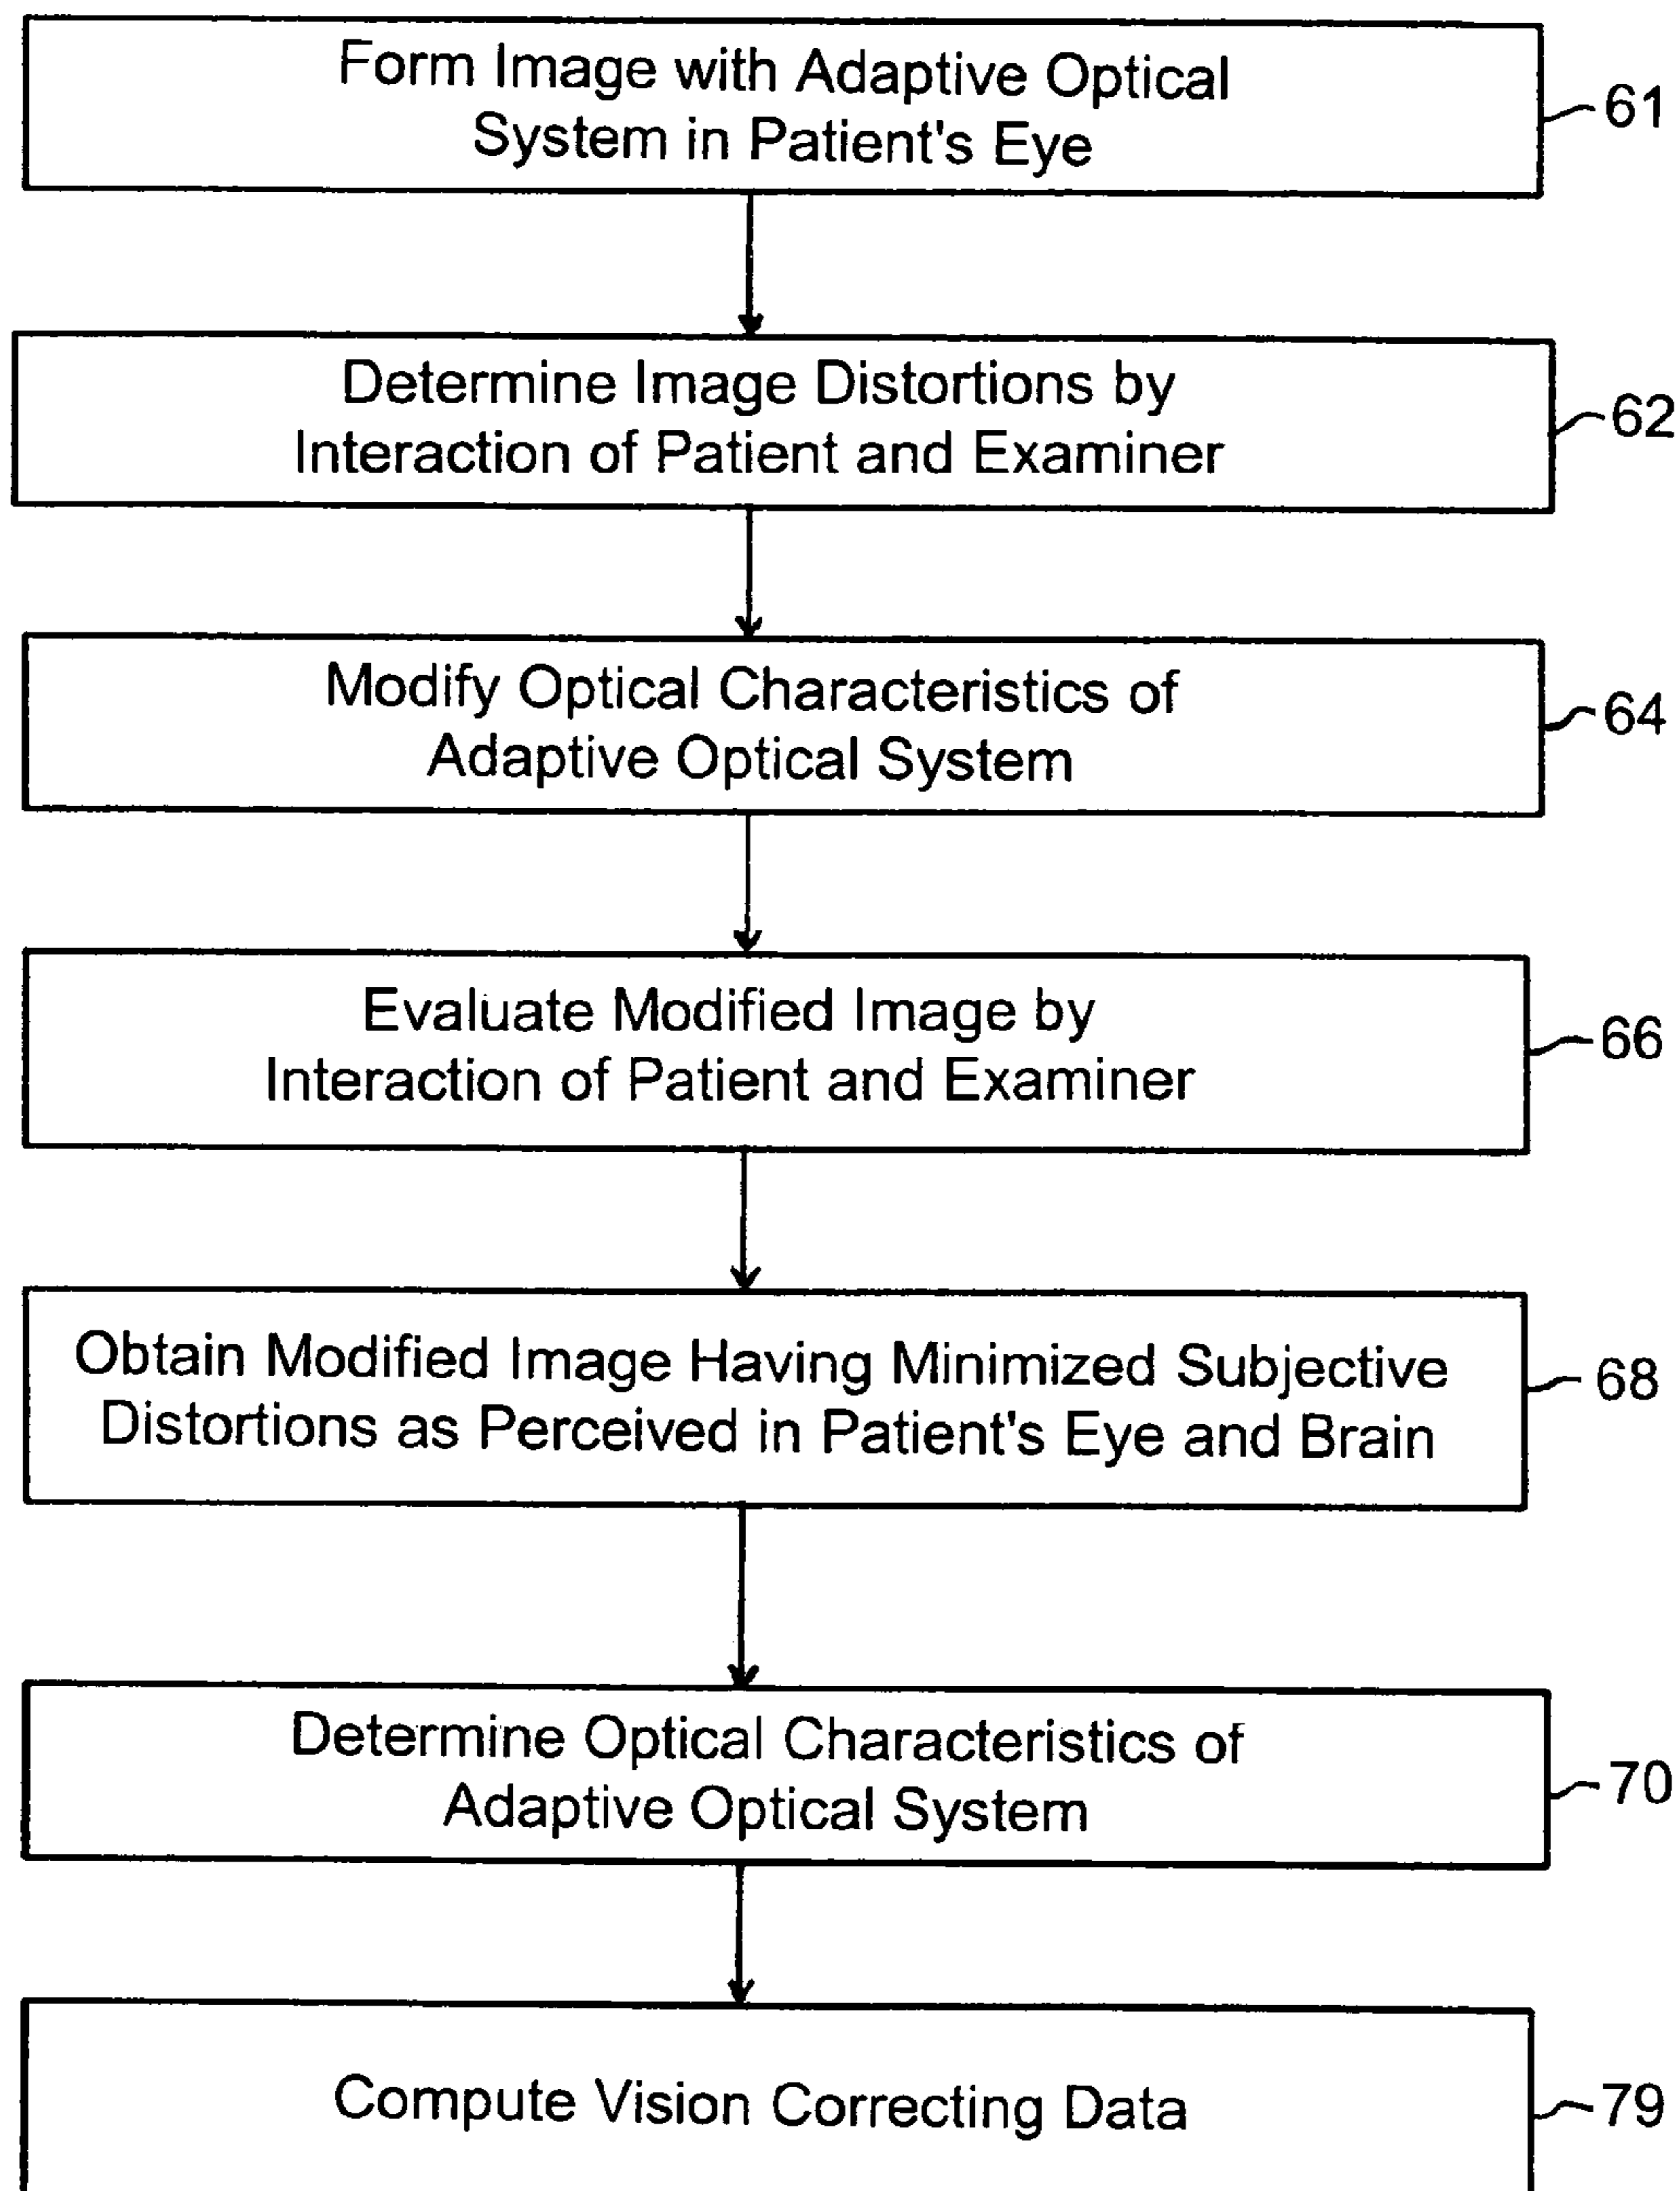 Form Image with Adaptive Optical
System in Patient's Eye
61
Determine Image Distortions by
Interaction of Patient and Examiner
62
Modify Optical Characteristics of
Adaptive Optical System
64
Evaluate Modified Image by
Interaction of Patient and Examiner
66
Obtain Modified Image Having Minimized Subjective
Distortions as Perceived in Patient's Eye and Brain
68
Determine Optical Characteristics of
Adaptive Optical System
70
Compute Vision Correcting Data
79